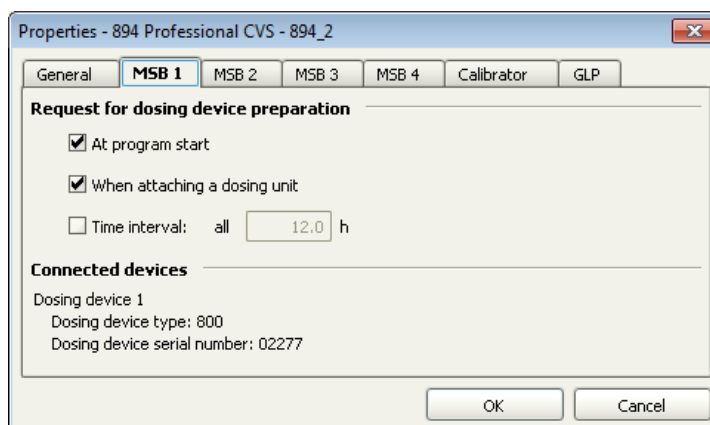 Properties - 894 Professional CVS - 894_2
General MSB 1 MSB 2 MSB 3 MSB 4 Calibrator GLP
Request for dosing device preparation
At program start
When attaching a dosing unit
Time interval: all 12.0 h
Connected devices
Dosing device 1
Dosing device type: 800
Dosing device serial number: 02277
OK Cancel